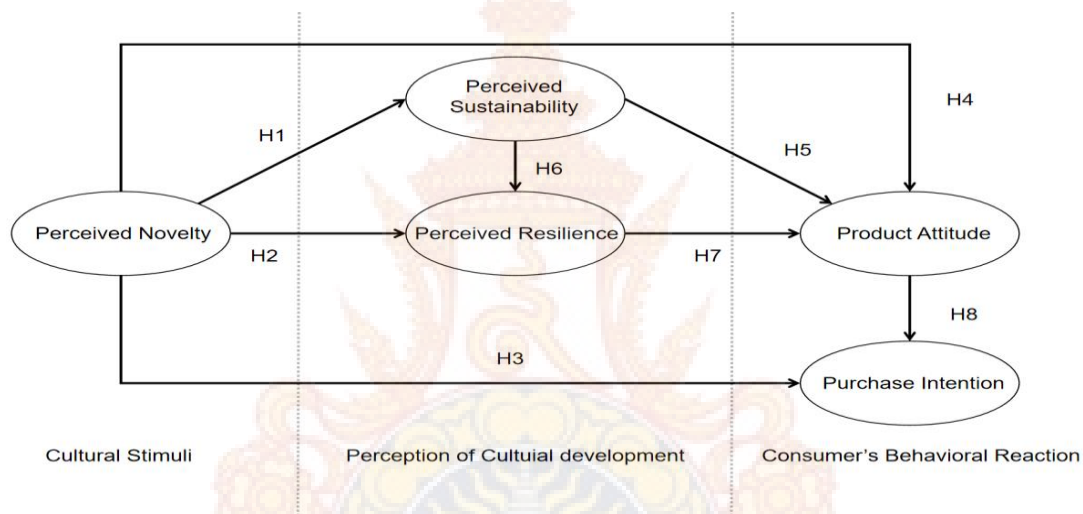 Perceived
Sustainability
H4
H1
H5
H6
Perceived Novelty
Perceived Resilience
Product Attitude
H2
H7
H8
H3
Purchase Intention
Cultural Stimuli
Perception of Cultuial development
Consumer's Behavioral Reaction